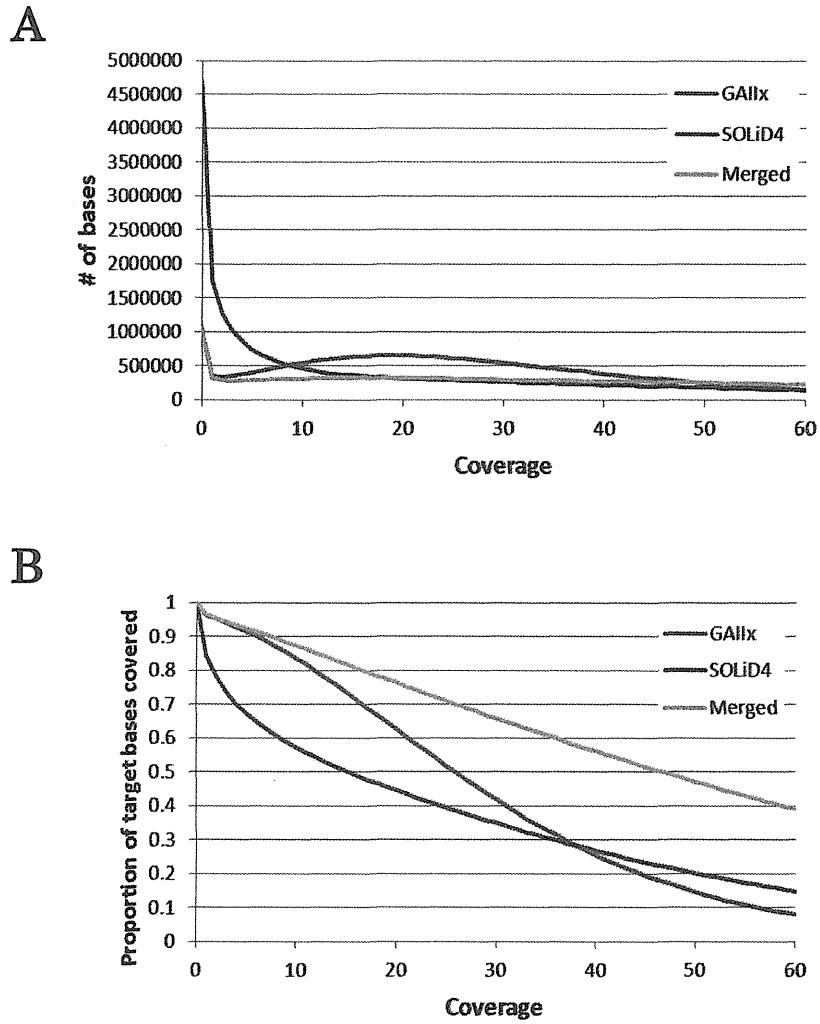 A
5000000
4500000
4000000
3500000
3000000
2500000
2000000
1500000
1000000
500000
0
# of bases
GAIIx
SOLiD4
Merged
0 10 20 30 40 50 60
Coverage
B
1
0.9
0.8
0.7
0.6
0.5
0.4
0.3
0.2
0.1
0
Proportion of target bases covered
GAIIx
SOLiD4
Merged
0 10 20 30 40 50 60
Coverage